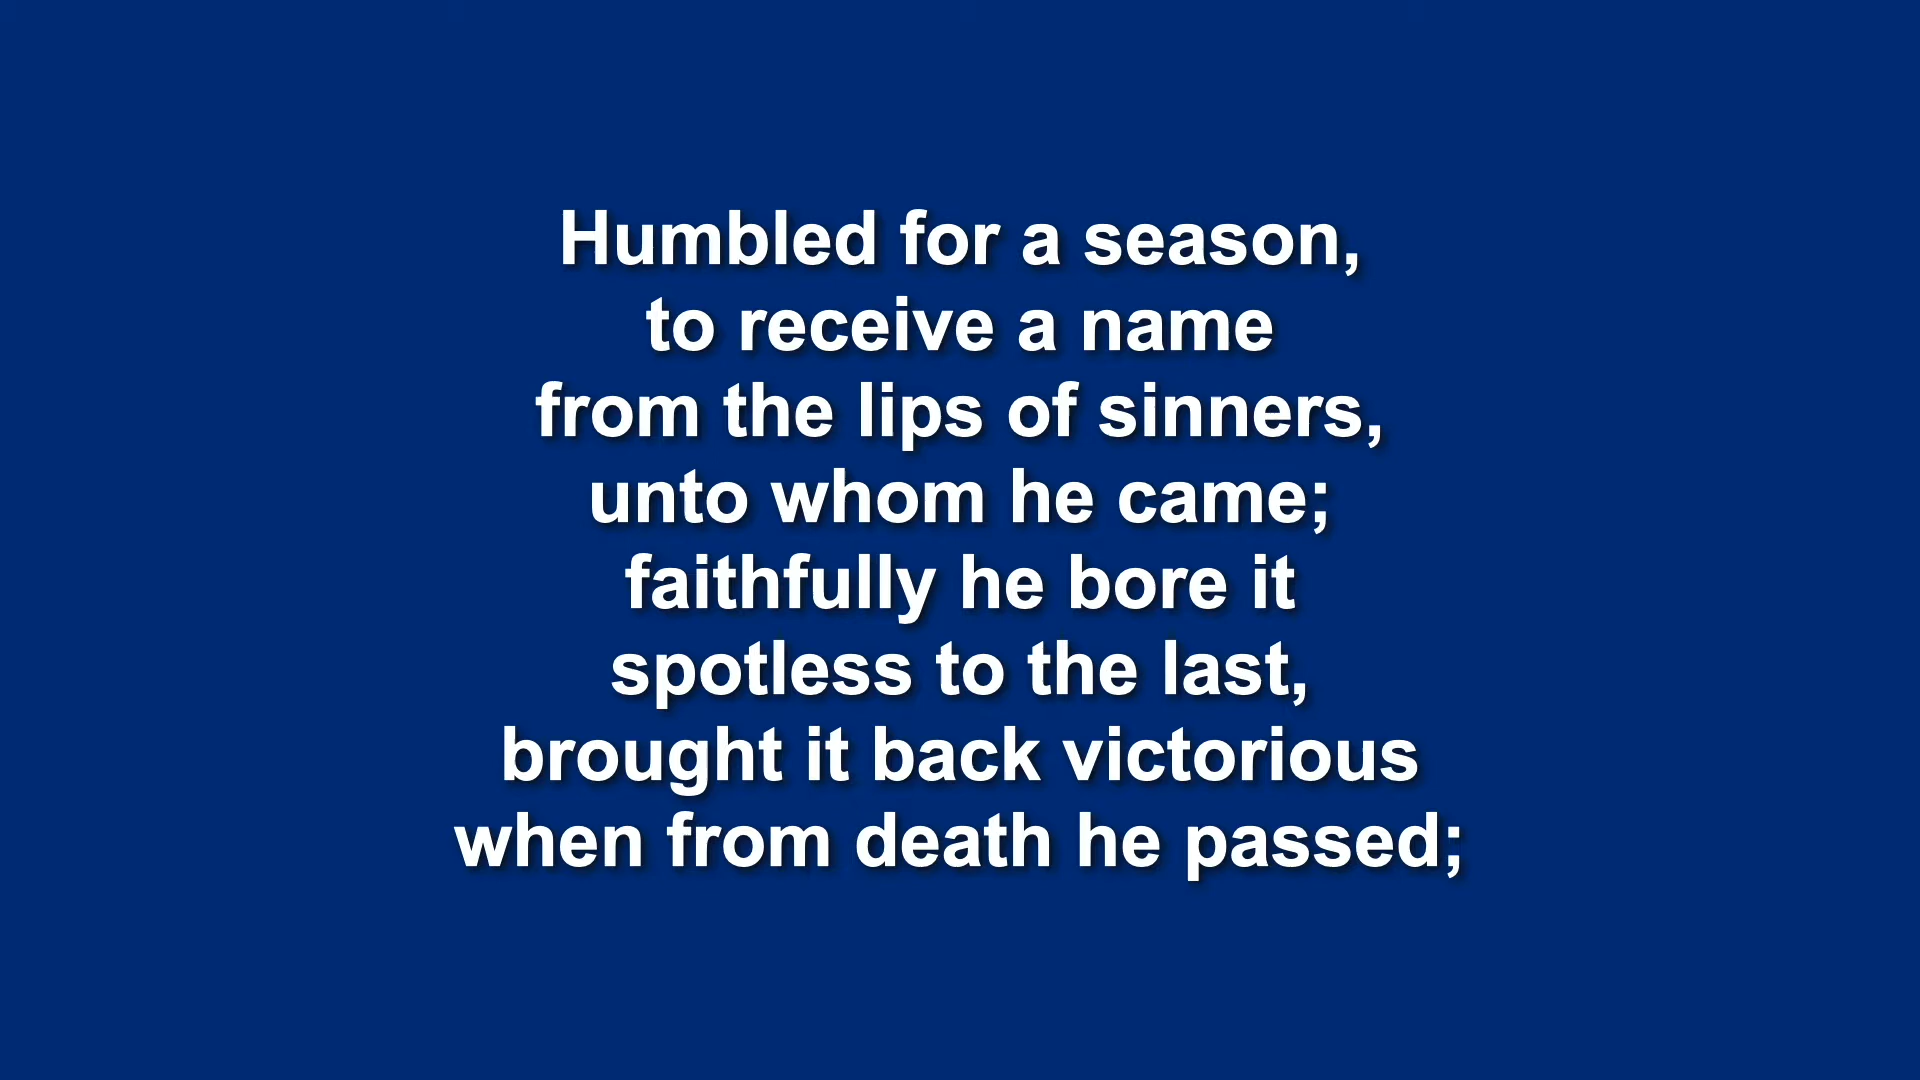 Humbled for a season,
to receive a name
from the lips of sinners,
unto whom he came;
faithfully he bore it
spotless to the last,
brought it back victorious
when from death he passed;